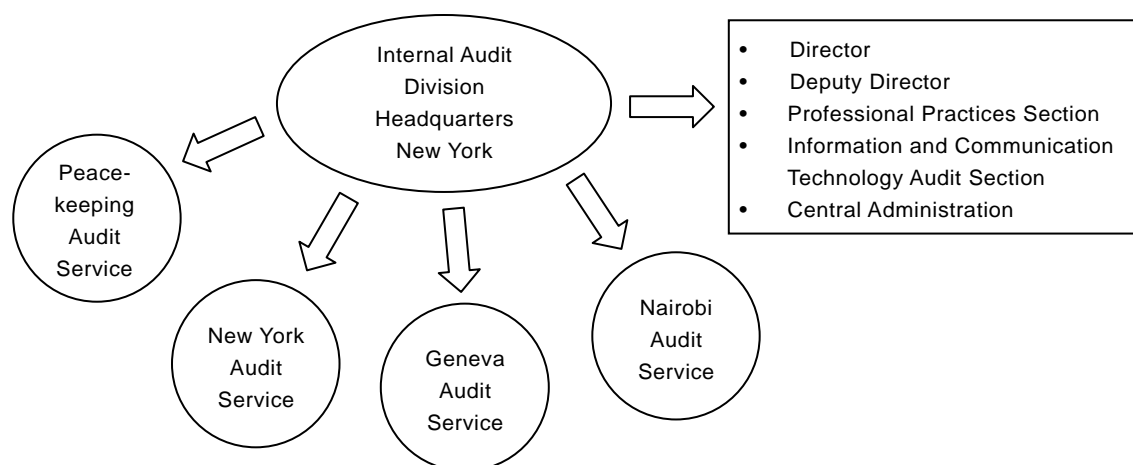 Internal Audit
Division
Headquarters
New York
• Director
• Deputy Director
• Professional Practices Section
• Information and Communication
Technology Audit Section
• Central Administration
Peace-
keeping
Audit
Service
New York
Audit
Service
Geneva
Audit
Service
Nairobi
Audit
Service